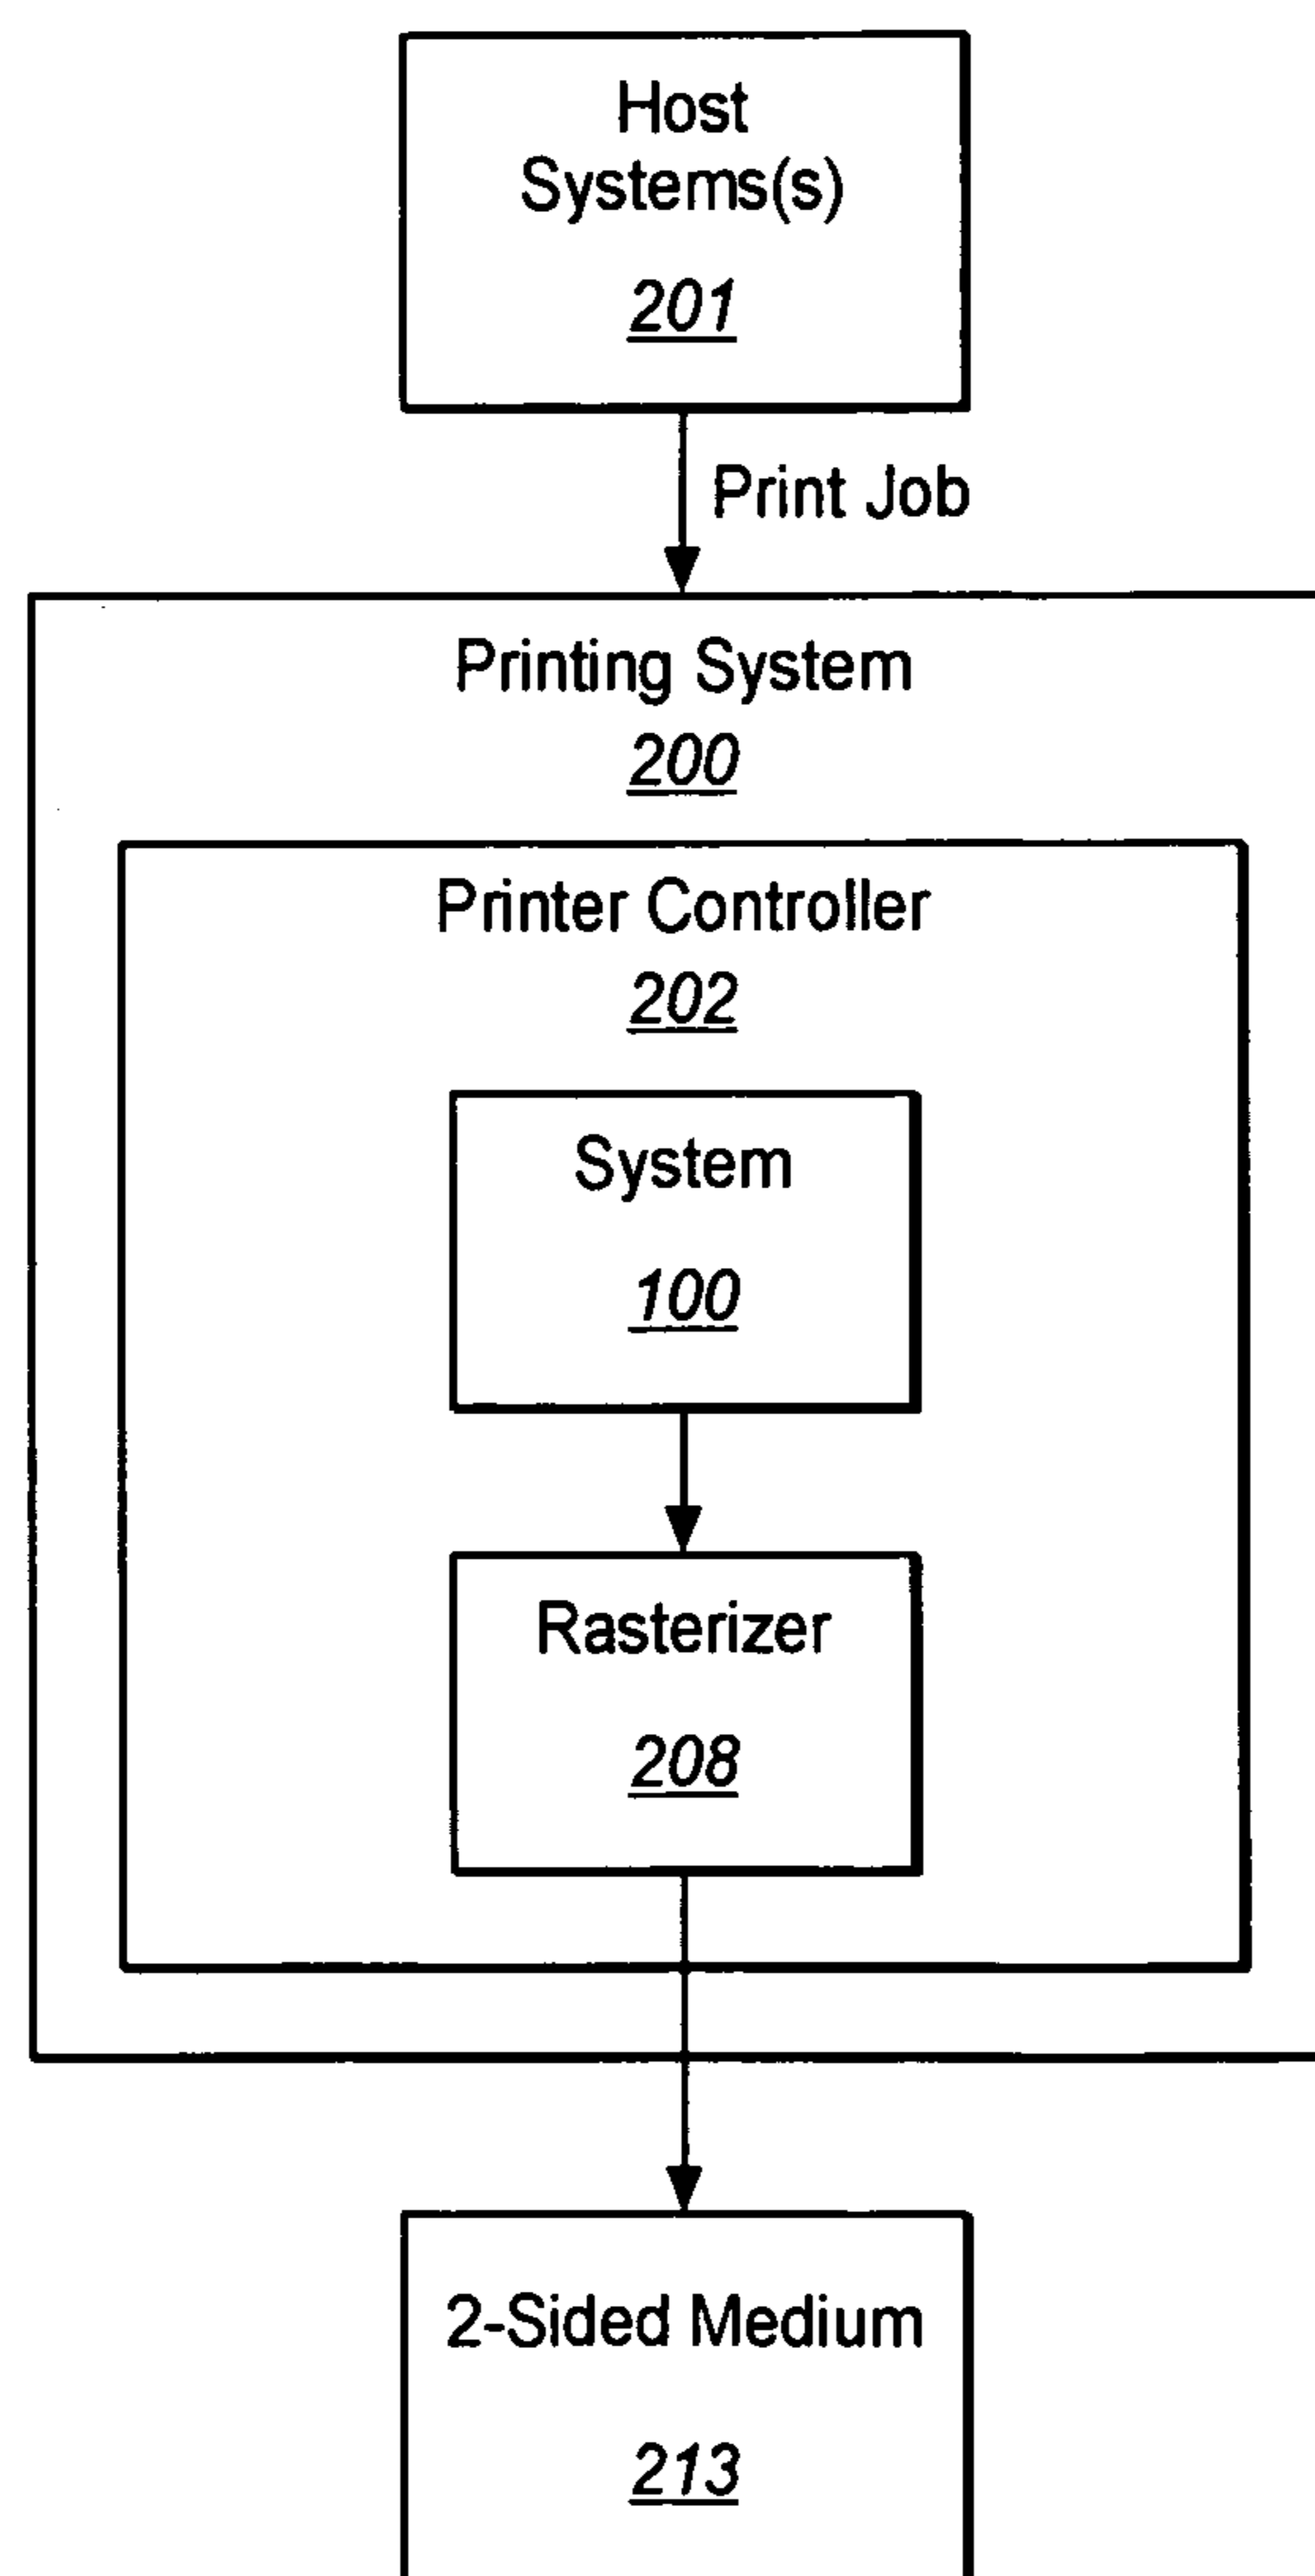 Host
Systems(s)
201
Print Job
Printing System
200
Printer Controller
202
System
100
Rasterizer
208
2-Sided Medium
213